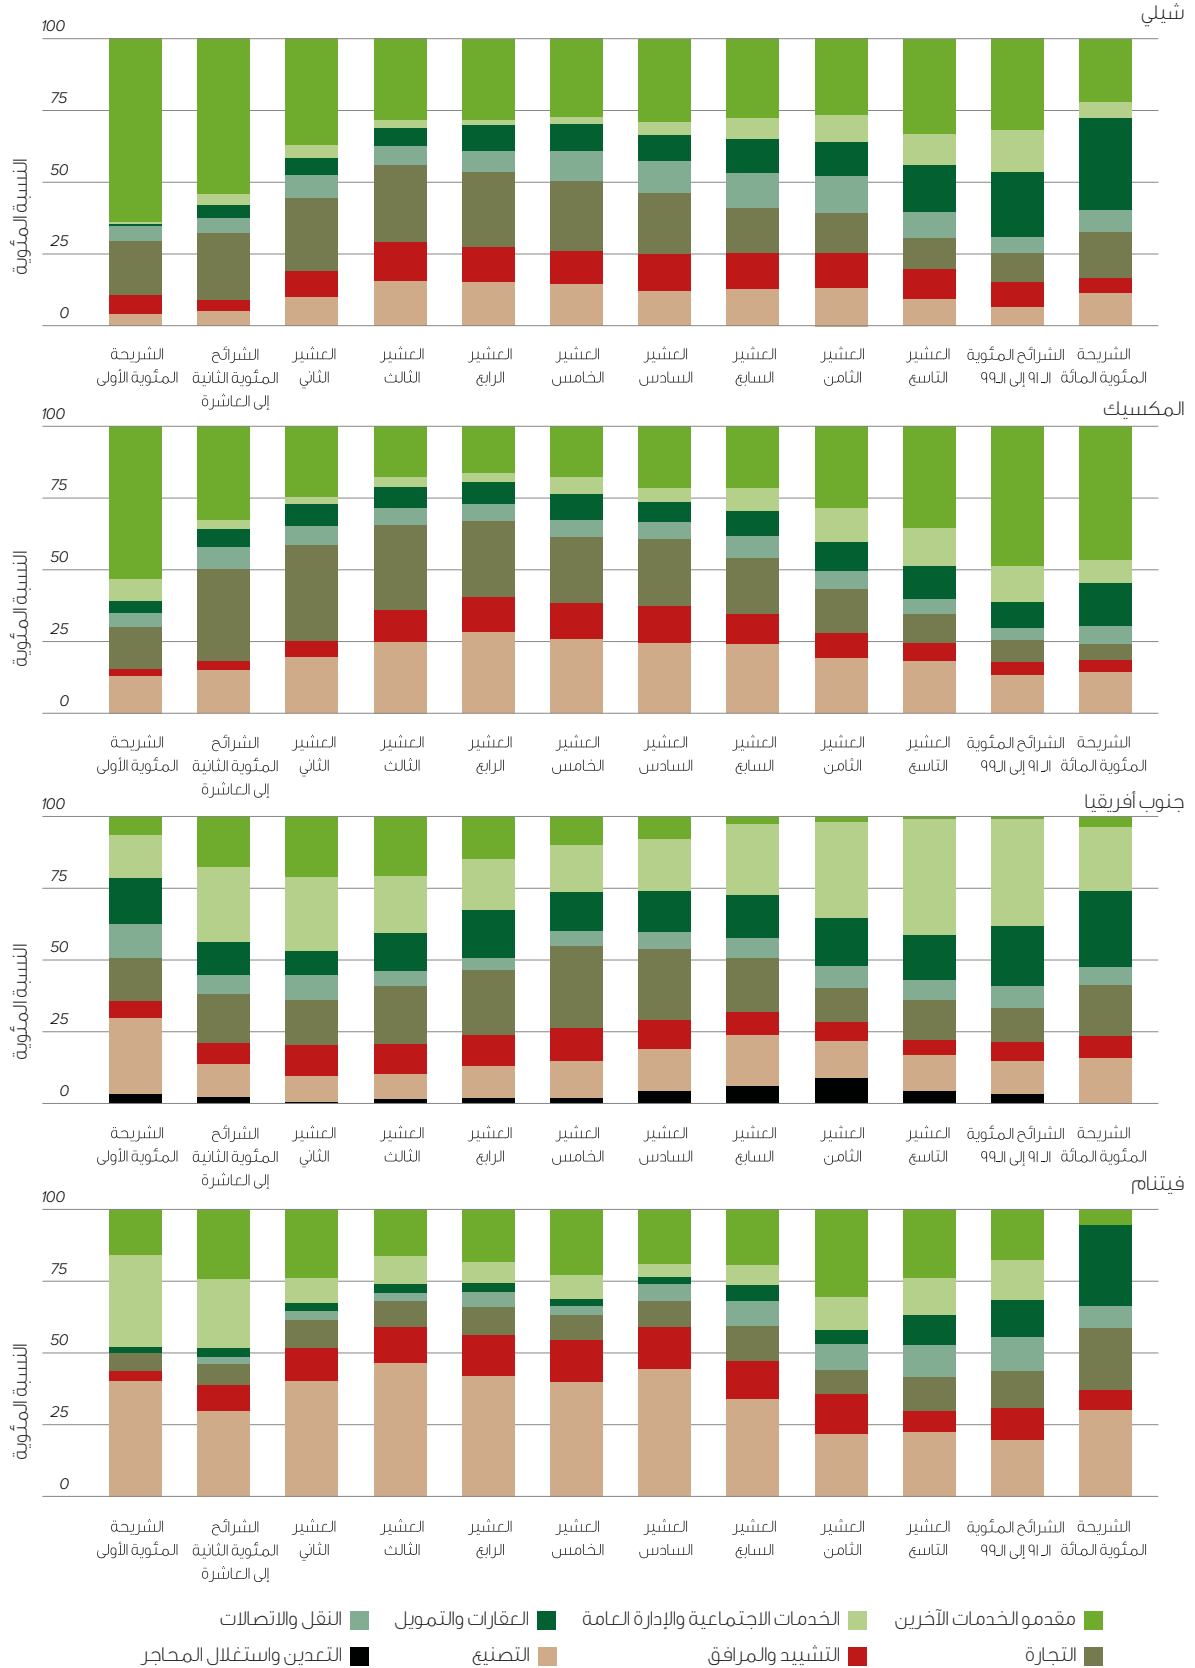 شيلي
100
75
50
25
0
النسبة المئوية
الشريحة المئوية الأولى
الشرائح المئوية الثانية إلى العاشرة
العشير الثاني
العشير الثالث
العشير الرابع
العشير الخامس
العشير السادس
العشير السابع
العشير الثامن
العشير التاسع
الشرائح المئوية الـ ٩١ إلى الـ٩٩
الشريحة المئوية المائة
المكسيك
100
75
50
25
0
النسبة المئوية
الشريحة المئوية الأولى
الشرائح المئوية الثانية إلى العاشرة
العشير الثاني
العشير الثالث
العشير الرابع
العشير الخامس
العشير السادس
العشير السابع
العشير الثامن
العشير التاسع
الشرائح المئوية الـ ٩١ إلى الـ٩٩
الشريحة المئوية المائة
جنوب أفريقيا
100
75
50
25
0
النسبة المئوية
الشريحة المئوية الأولى
الشرائح المئوية الثانية إلى العاشرة
العشير الثاني
العشير الثالث
العشير الرابع
العشير الخامس
العشير السادس
العشير السابع
العشير الثامن
العشير التاسع
الشرائح المئوية الـ ٩١ إلى الـ٩٩
الشريحة المئوية المائة
فيتنام
100
75
50
25
0
النسبة المئوية
الشريحة المئوية الأولى
الشرائح المئوية الثانية إلى العاشرة
العشير الثاني
العشير الثالث
العشير الرابع
العشير الخامس
العشير السادس
العشير السابع
العشير الثامن
العشير التاسع
الشرائح المئوية الـ ٩١ إلى الـ٩٩
الشريحة المئوية المائة
مقدمو الخدمات الآخرين
الخدمات الاجتماعية والإدارة العامة
العقارات والتمويل
النقل والاتصالات
التجارة
التشييد والمرافق
التصنيع
التعدين واستغلال المحاجر